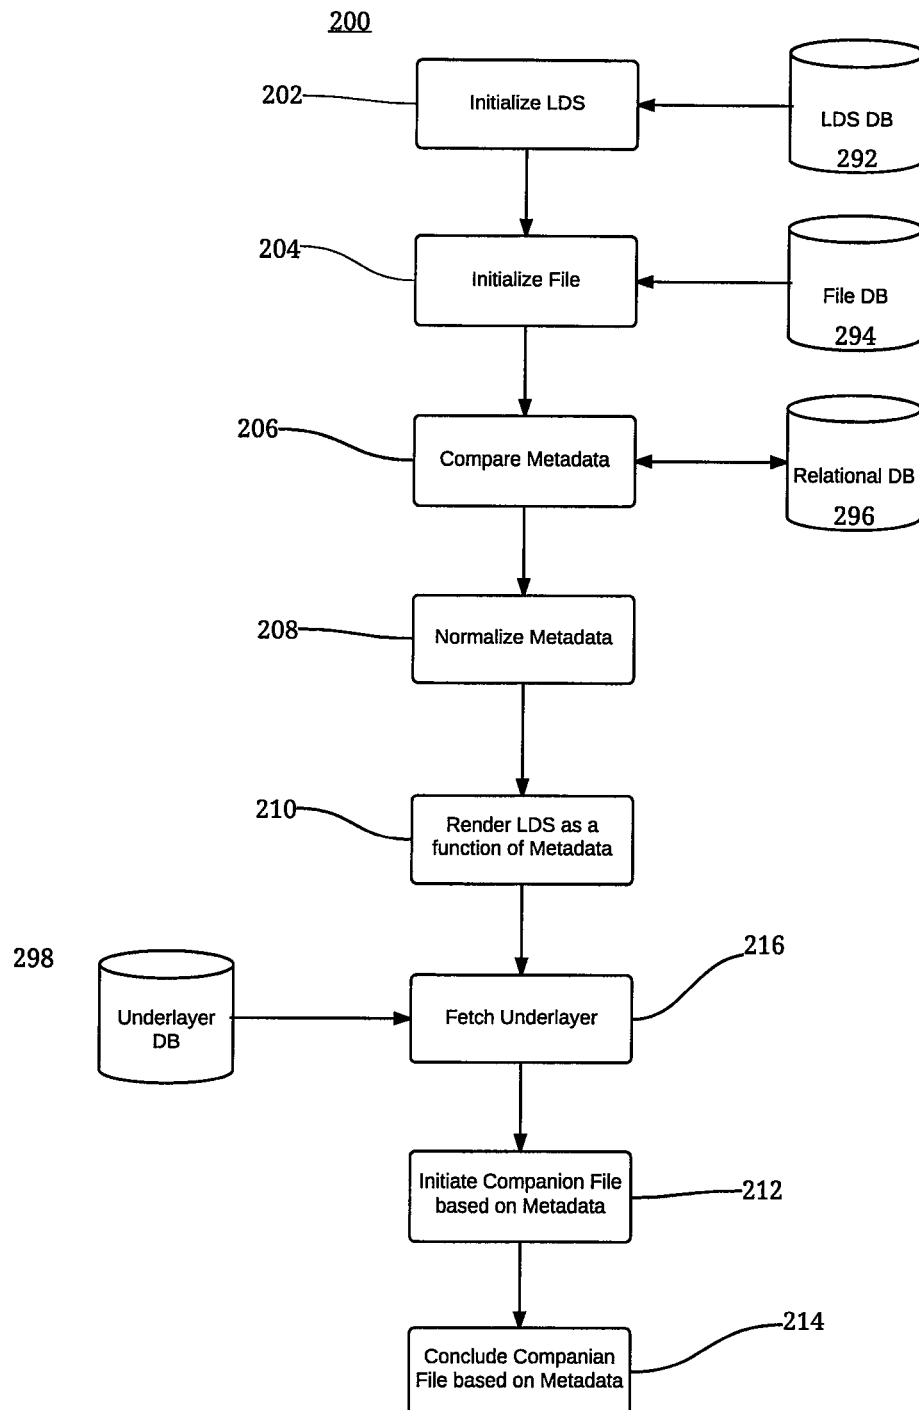 200
202
Initialize LDS
LDS DB
292
204
Initialize File
File DB
294
206
Compare Metadata
Relational DB
296
208
Normalize Metadata
210
Render LDS as a
function of Metadata
298
Underlayer
DB
Fetch Underlayer
216
Initiate Companion File
based on Metadata
212
Conclude Companian
File based on Metadata
214